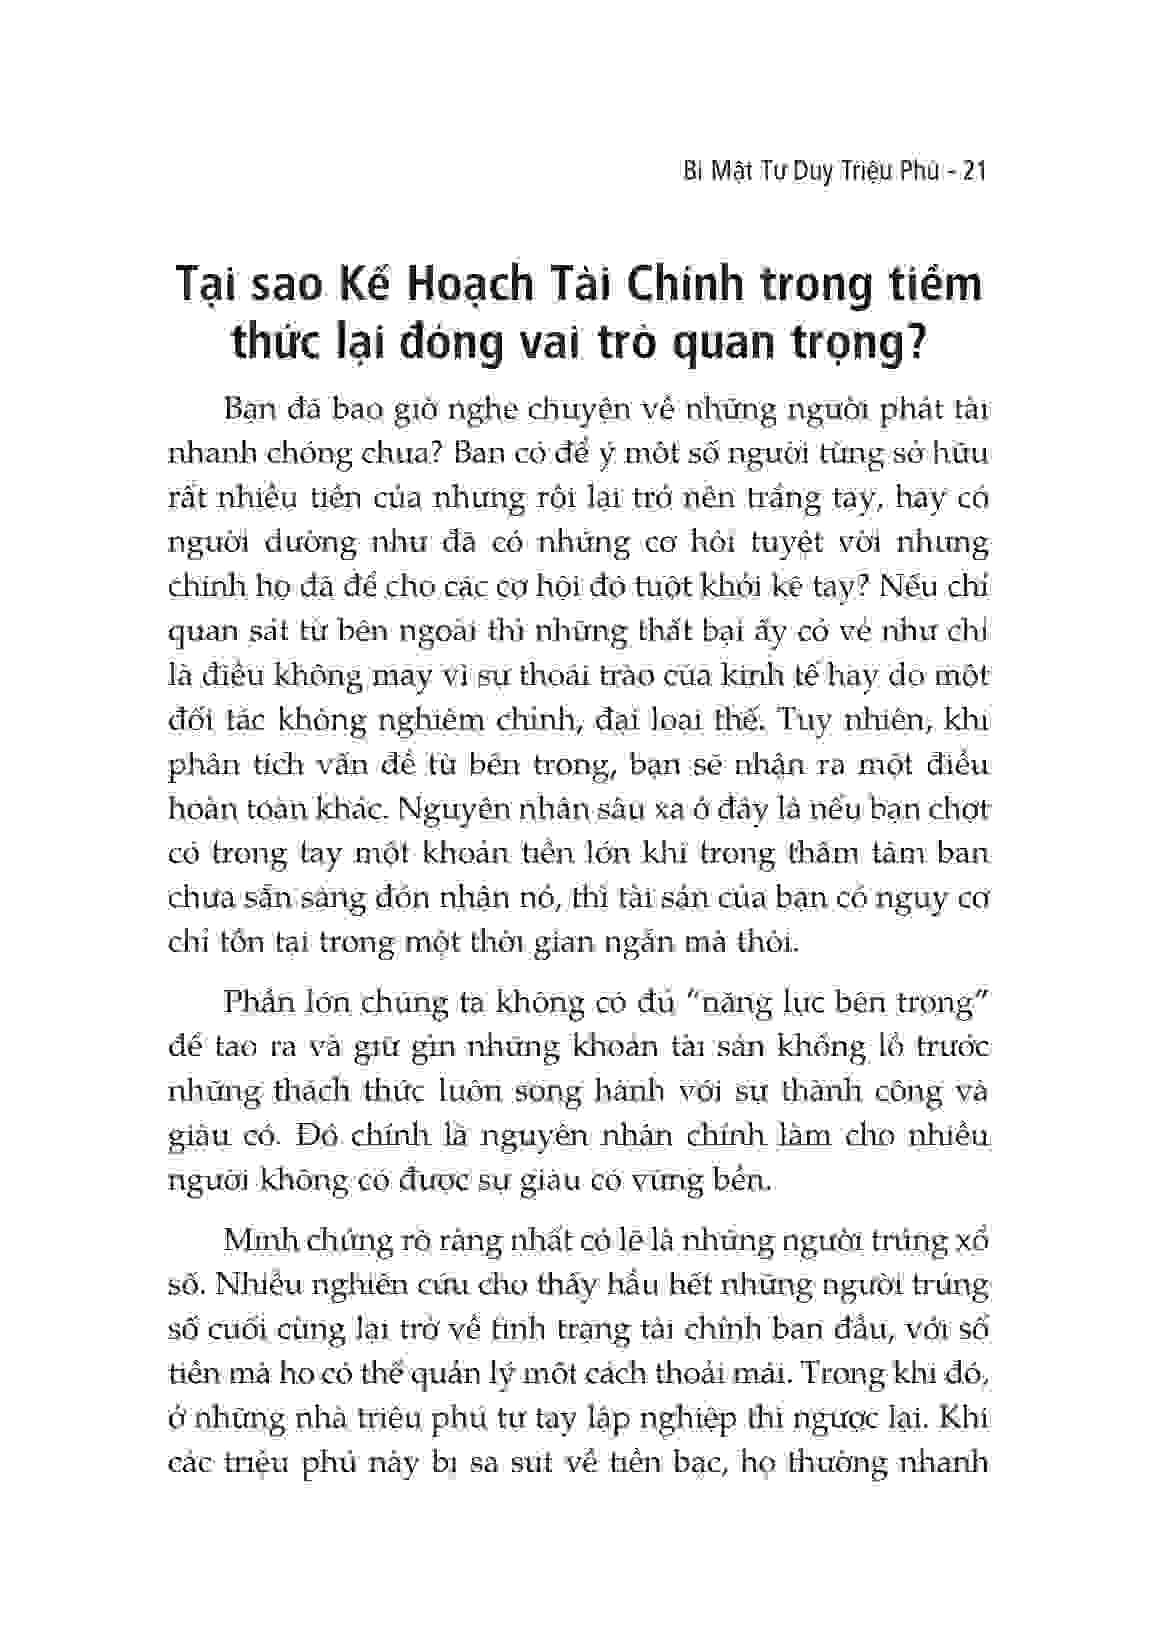 Bí Mật Tư Duy Triệu Phú - 21
Tại sao Kế Hoạch Tài Chính trong tiềm
thức lại đóng vai trò quan trọng?
Bạn đã bao giờ nghe chuyện về những người phát tài
nhanh chóng chưa? Bạn có để ý một số người từng sở hữu
rất nhiều tiền của nhưng rồi lại trở nên trắng tay, hay có
người dường như đã có những cơ hội tuyệt vời nhưng
chính họ đã để cho các cơ hội đó tuột khỏi kẽ tay? Nếu chỉ
quan sát từ bên ngoài thì những thất bại ấy có vẻ như chỉ
là điều không may vì sự thoái trào của kinh tế hay do một
đối tác không nghiêm chỉnh, đại loại thế. Tuy nhiên, khi
phân tích vấn đề từ bên trong, bạn sẽ nhận ra một điều
hoàn toàn khác. Nguyên nhân sâu xa ở đây là nếu bạn chợt
có trong tay một khoản tiền lớn khi trong thâm tâm bạn
chưa sẵn sàng đón nhận nó, thì tài sản của bạn có nguy cơ
chỉ tồn tại trong một thời gian ngắn mà thôi.
Phần lớn chúng ta không có đủ “năng lực bên trong”
để tạo ra và giữ gìn những khoản tài sản khổng lồ trước
những thách thức luôn song hành với sự thành công và
giàu có. Đó chính là nguyên nhân chính làm cho nhiều
người không có được sự giàu có vững bền.
Minh chứng rõ ràng nhất có lẽ là những người trúng xổ
số. Nhiều nghiên cứu cho thấy hầu hết những người trúng
số cuối cùng lại trở về tình trạng tài chính ban đầu, với số
tiền mà họ có thể quản lý một cách thoải mái. Trong khi đó,
ở những nhà triệu phú tự tay lập nghiệp thì ngược lại. Khi
các triệu phú này bị sa sút về tiền bạc, họ thường nhanh